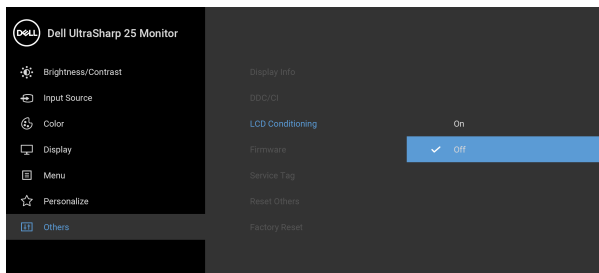 DELL Dell UltraSharp 25 Monitor
Brightness/Contrast
Input Source
Color
Display
Menu
Personalize
Others
Display Info
DDC/CI
LCD Conditioning
Firmware
Service Tag
Reset Others
Factory Reset
On
Off